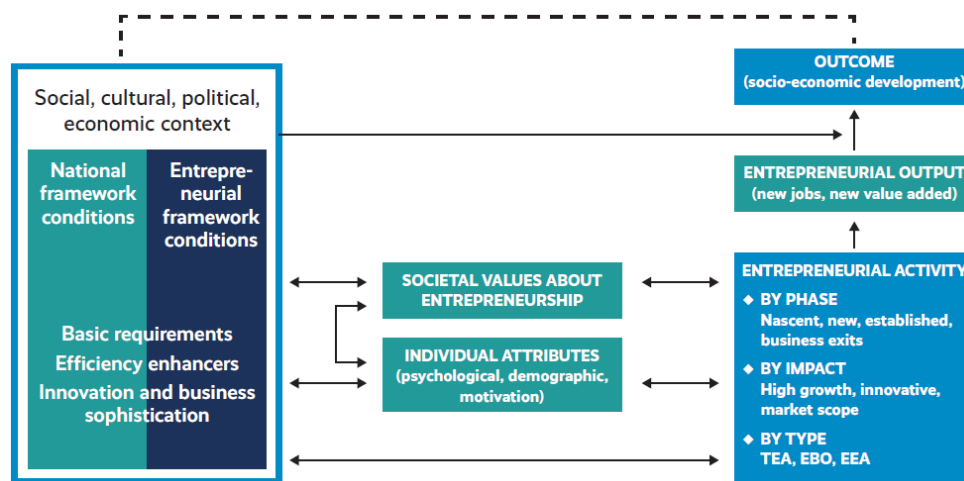 Social, cultural, political,
economic context
National
framework
conditions
Entrepre-
neurial
framework
conditions
Basic requirements
Efficiency enhancers
Innovation and business
sophistication
SOCIETAL VALUES ABOUT
ENTREPRENEURSHIP
INDIVIDUAL ATTRIBUTES
(psychological, demographic,
motivation)
OUTCOME
(socio-economic development)
ENTREPRENEURIAL OUTPUT
(new jobs, new value added)
ENTREPRENEURIAL ACTIVITY
◆ BY PHASE
Nascent, new, established,
business exits
◆ BY IMPACT
High growth, innovative,
market scope
◆ BY TYPE
TEA, EBO, EEA